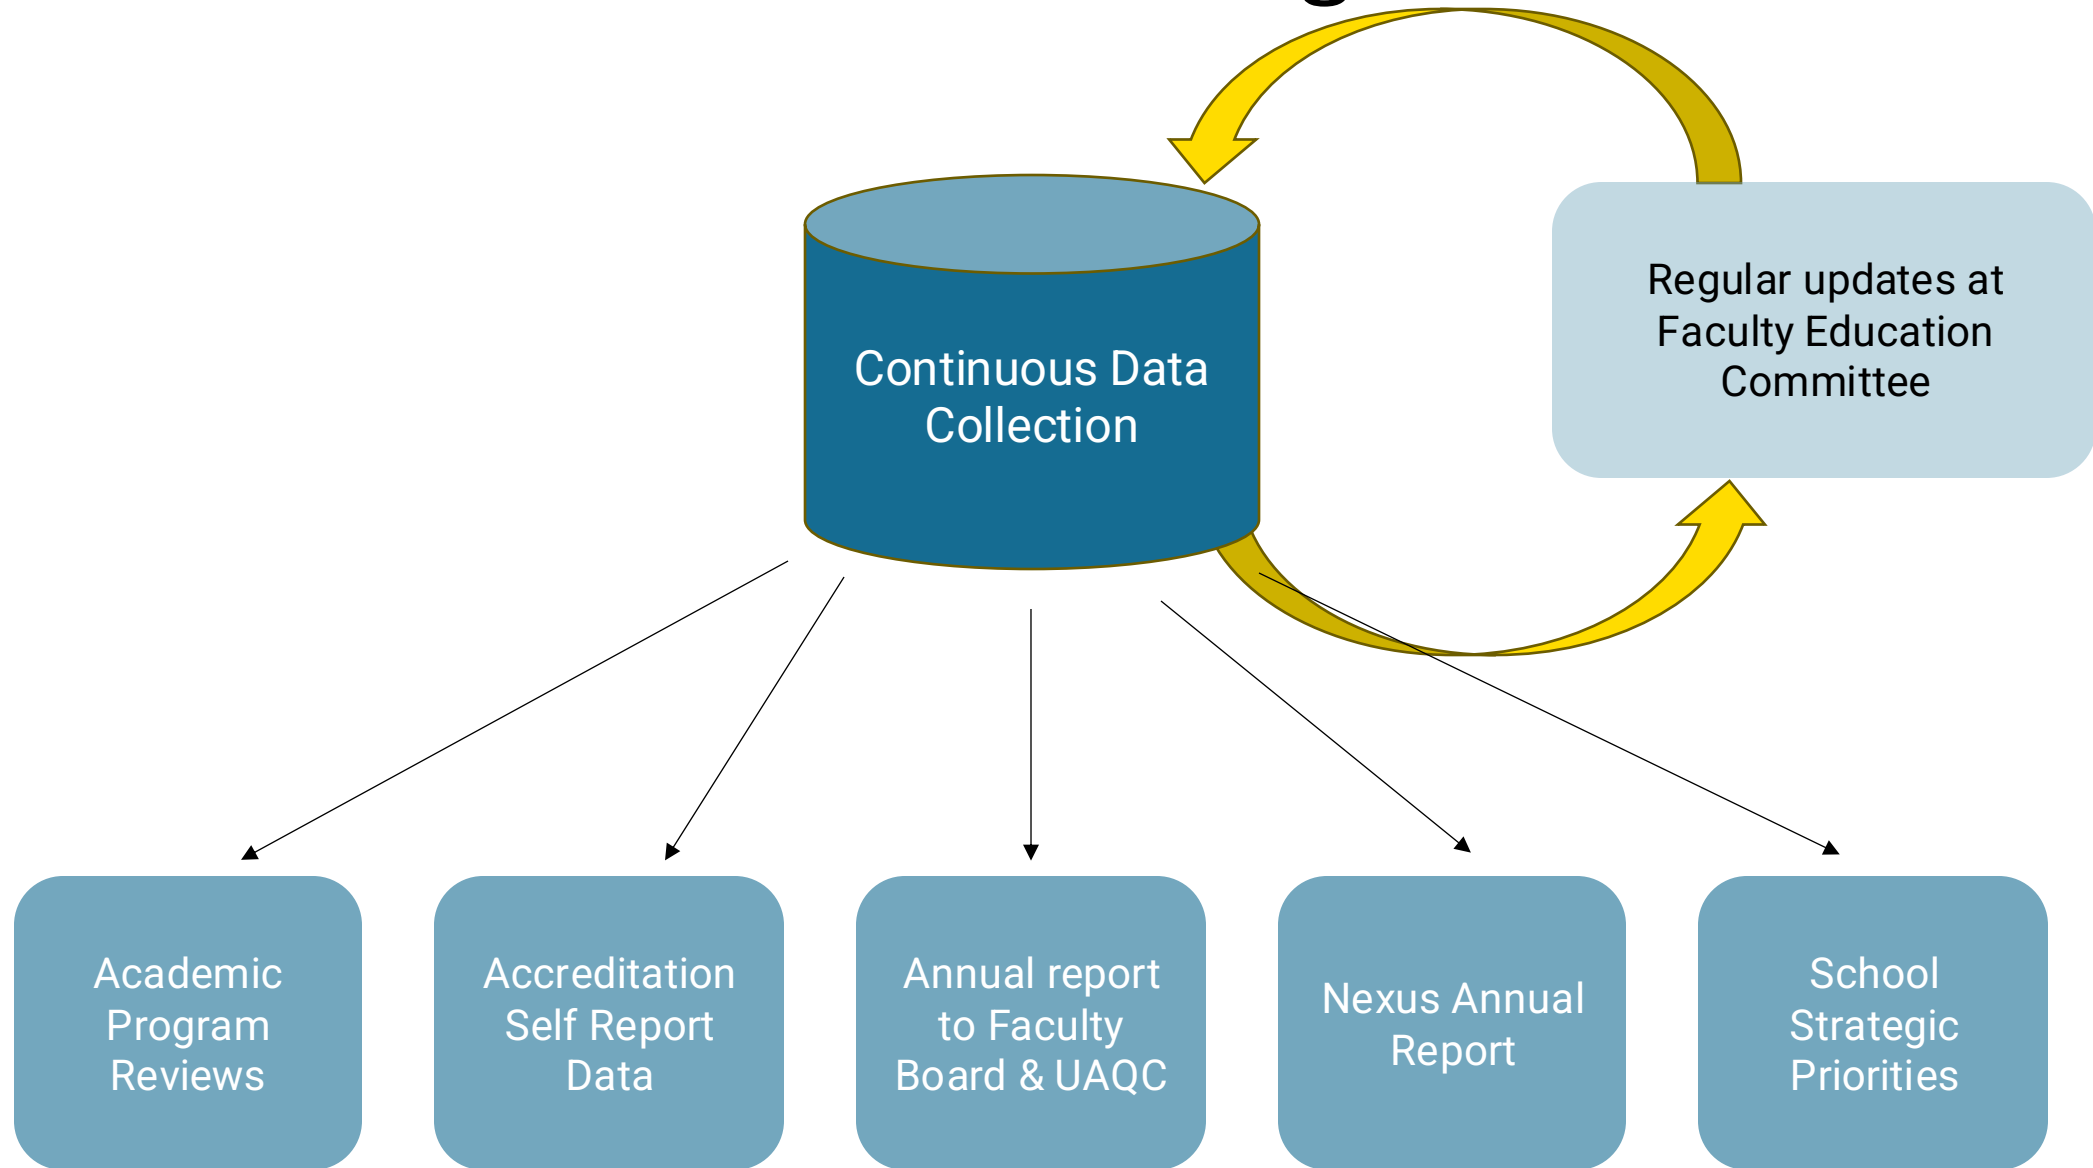 Regular updates at
Faculty Education
Committee
Continuous Data
Collection
Academic
Program
Reviews
Accreditation
Self Report
Data
Annual report
to Faculty
Board & UAQC
Nexus Annual
Report
School
Strategic
Priorities